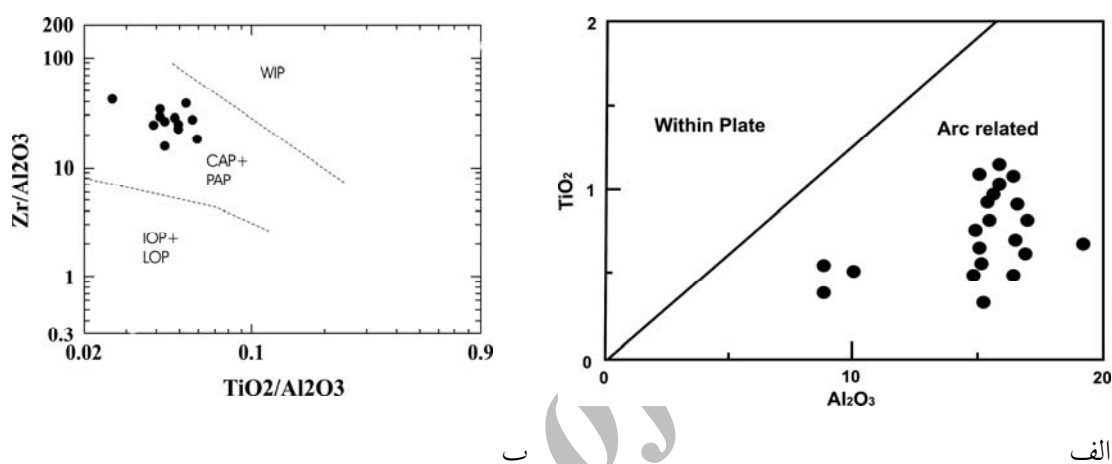 200
100
10
1
0.3
0.02
0.1
0.9
Zr/Al2O3
TiO2/Al2O3
WIP
CAP+
PAP
IOP+
LOP
2
1
0
0
10
20
TiO₂
Al₂O₃
Within Plate
Arc related
ب
الف